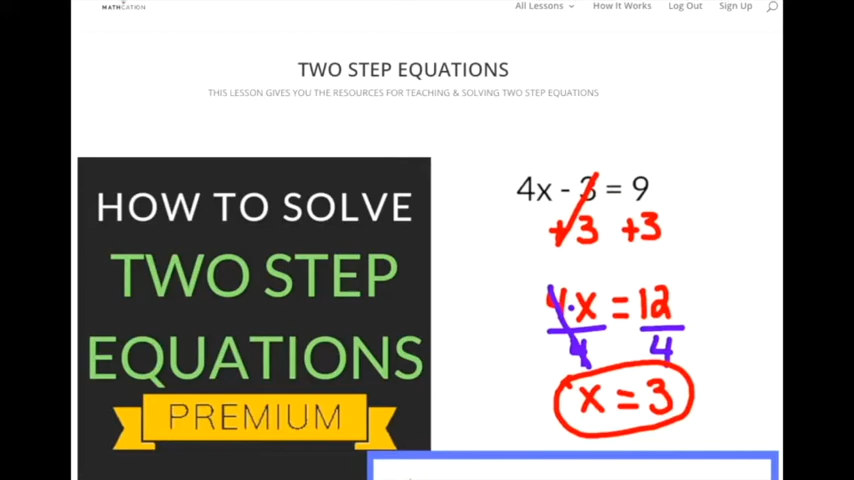 MATHCATION
All Lessons How It Works Log Out Sign Up
TWO STEP EQUATIONS
THIS LESSON GIVES YOU THE RESOURCES FOR TEACHING & SOLVING TWO STEP EQUATIONS
HOW TO SOLVE
TWO STEP
EQUATIONS
PREMIUM
4x - 3 = 9
+3 +3
4·x = 12
4 4
x = 3